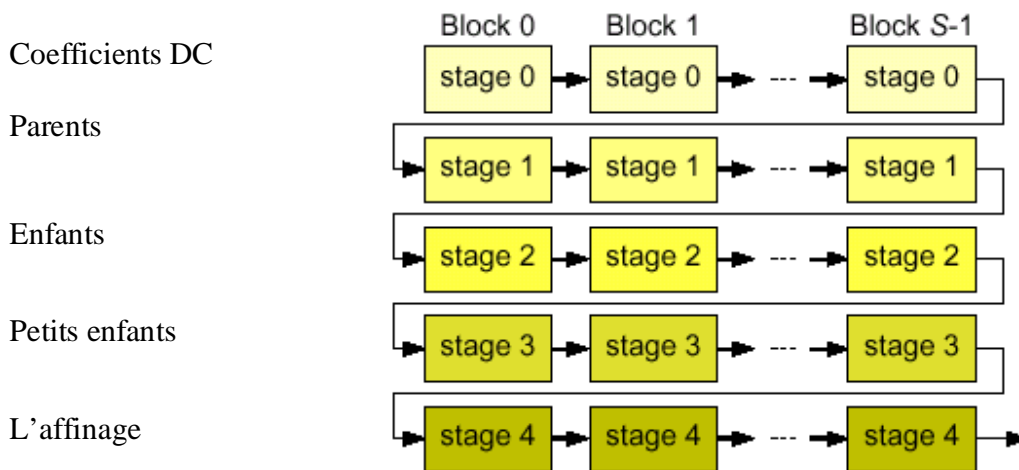 Block 0 Block 1 Block S-1
Coefficients DC stage 0 stage 0 --- stage 0
Parents
stage 1 stage 1 --- stage 1
Enfants
stage 2 stage 2 --- stage 2
Petits enfants
stage 3 stage 3 --- stage 3
L'affinage
stage 4 stage 4 --- stage 4